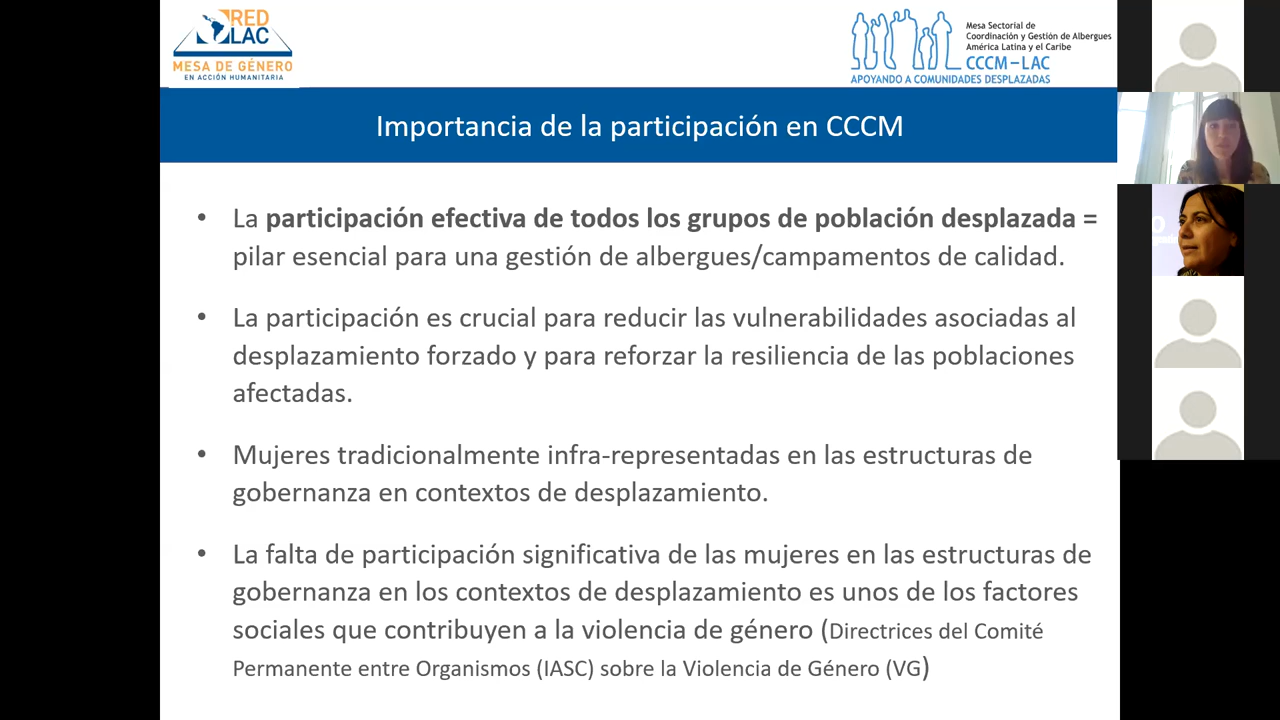 RED
LAC
MESA DE GÉNERO
EN ACCIÓN HUMANITARIA
Mesa Sectorial de
Coordinación y Gestión de Albergues
América Latina y el Caribe
CCCM–LAC
APOYANDO A COMUNIDADES DESPLAZADAS
Importancia de la participación en CCCM
• La participación efectiva de todos los grupos de población desplazada =
pilar esencial para una gestión de albergues/campamentos de calidad.
• La participación es crucial para reducir las vulnerabilidades asociadas al
desplazamiento forzado y para reforzar la resiliencia de las poblaciones
afectadas.
• Mujeres tradicionalmente infra-representadas en las estructuras de
gobernanza en contextos de desplazamiento.
• La falta de participación significativa de las mujeres en las estructuras de
gobernanza en los contextos de desplazamiento es unos de los factores
sociales que contribuyen a la violencia de género (Directrices del Comité
Permanente entre Organismos (IASC) sobre la Violencia de Género (VG)